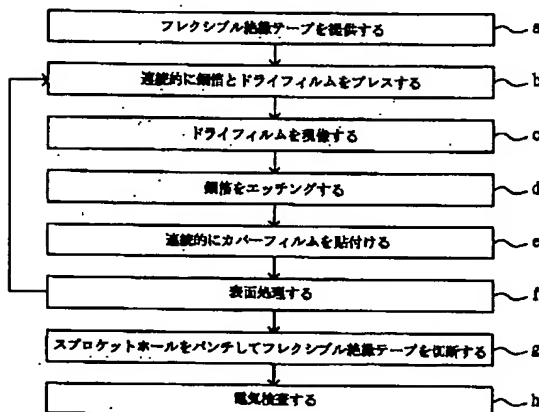 フレクシブル絶縁テープを提供する a
連続的に銅箔とドライフィルムをプレスする b
ドライフィルムを現像する c
銅箔をエッチングする d
連続的にカバーフィルムを貼付ける e
表面処理する f
スプロケットホールをパンチしてフレクシブル絶縁テープを切断する g
電気検査する h